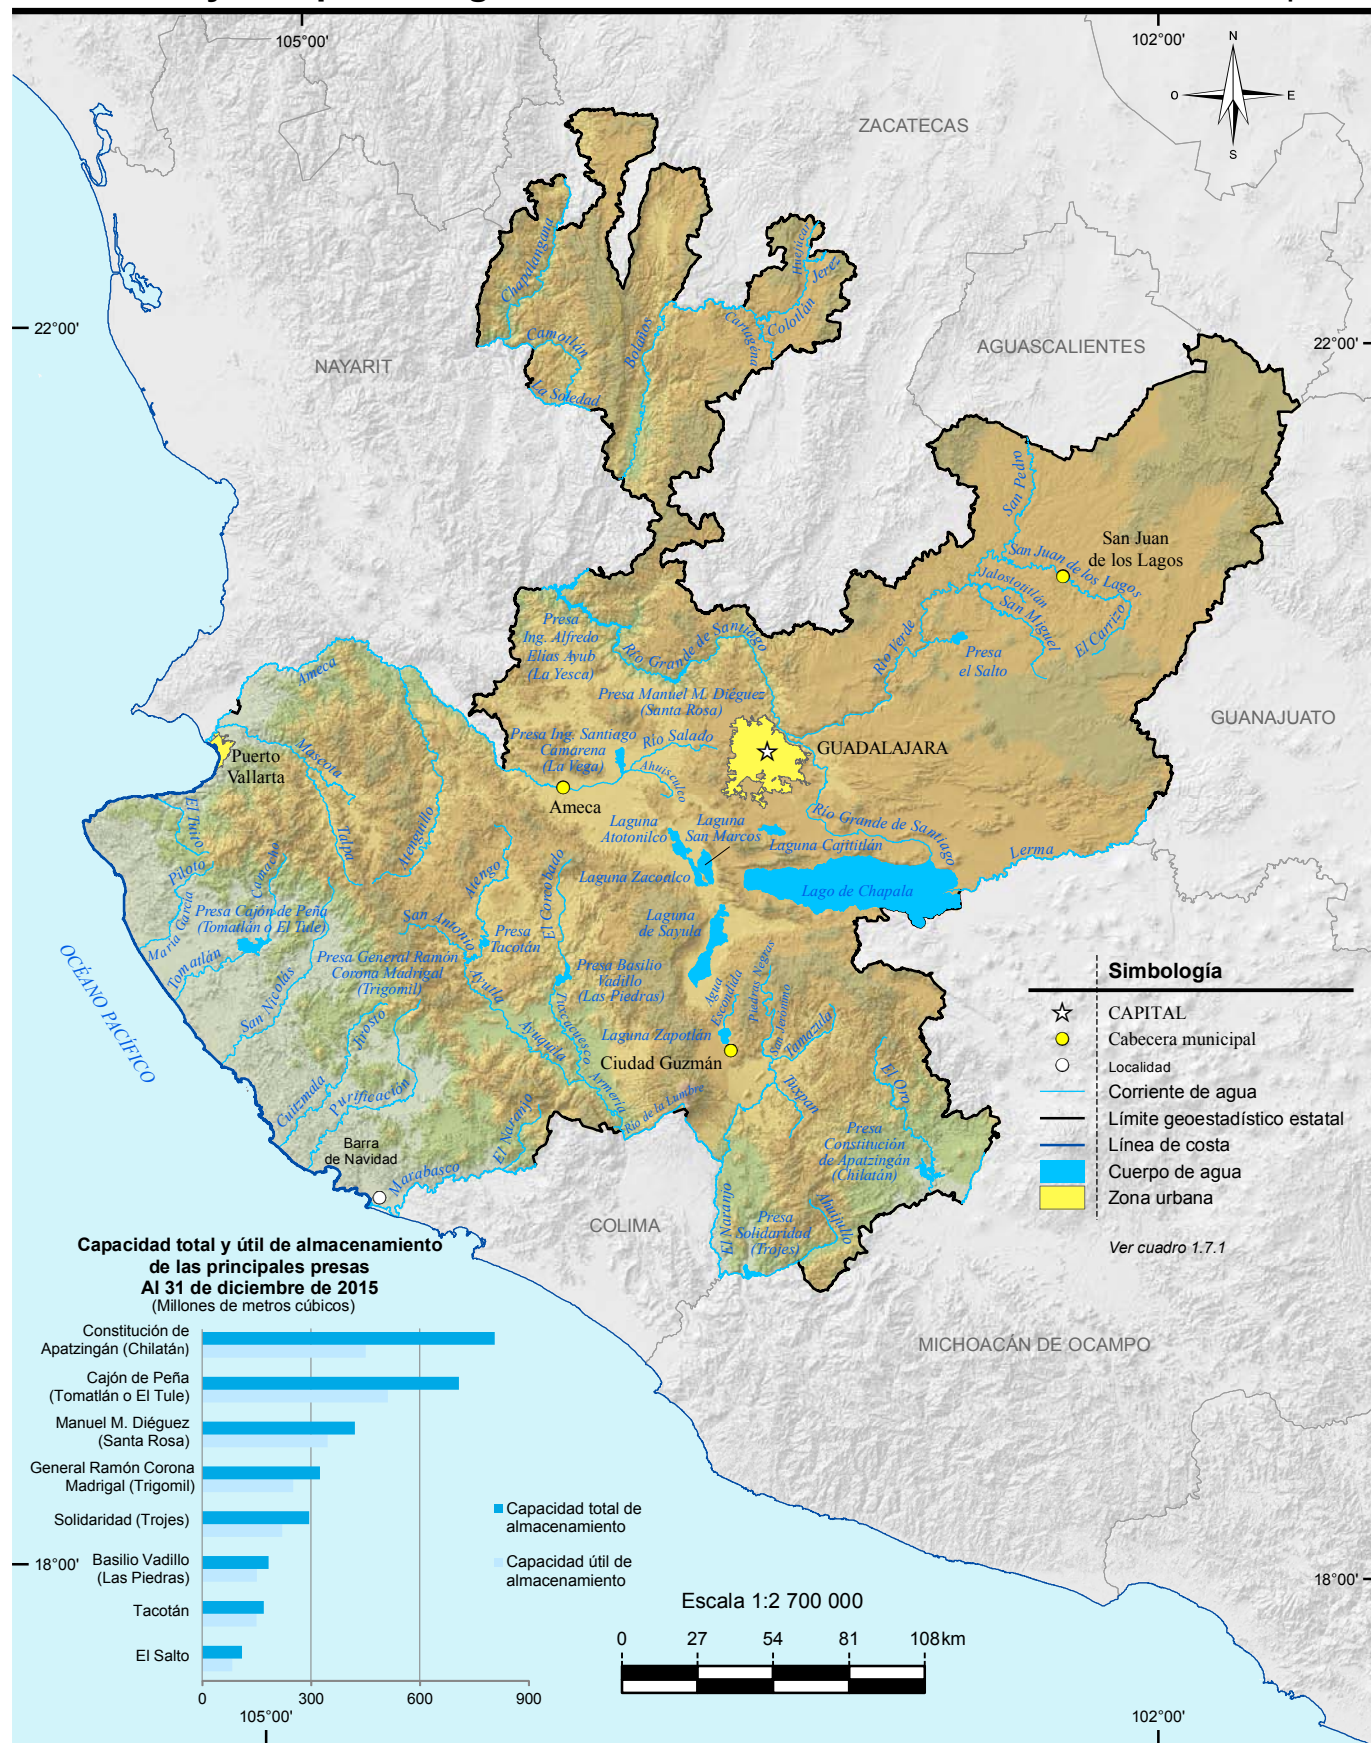 105°00'
102°00'
N
O
E
S
ZACATECAS
Huejúcar
Jerez
Chapalangana
Colotlán
Cartagena
22°00'
Camotlán
Bolaños
AGUASCALIENTES
22°00'
NAYARIT
La Soledad
San Pedro
San Juan
de los Lagos
San Juan de los Lagos
Jalostotitlán
San Miguel
El Carrizo
Presa
Ing. Alfredo
Elías Ayub
(La Yesca)
Río Grande de Santiago
Río Verde
Presa
el Salto
Ameca
Presa Manuel M. Diéguez
(Santa Rosa)
GUANAJUATO
Presa Ing. Santiago
Camarena
(La Vega)
Río Salado
GUADALAJARA
Puerto
Vallarta
Mascota
Ahuisculco
Ameca
El Tuito
Talpa
Atenguillo
Laguna
Atotonilco
Laguna
San Marcos
Río Grande de Santiago
Laguna Cajititlán
Lerma
Piloto
Camacho
Atengo
El Corcobado
Laguna Zacoalco
Lago de Chapala
María García
Presa Cajón de Peña
(Tomatlán o El Tule)
San Antonio
Laguna
de Sayula
Presa
Tacotán
Tomatlán
OCÉANO PACÍFICO
Presa General Ramón
Corona Madrigal
(Trigomil)
Presa Basilio
Vadillo
(Las Piedras)
Agua
Escondida
Piedras Negras
San Nicolás
Ayutla
Tuxcacuesco
San Jerónimo
Tamazula
Jirosto
Ayuquila
Laguna Zapotlán
Ciudad Guzmán
El Oro
Cuitzmala
Purificación
Armería
Río de la Lumbre
Tuxpan
El Naranjo
Barra
de Navidad
Marabasco
Presa
Constitución
de Apatzingán
(Chilatán)
El Naranjo
Ahuijullo
Presa
Solidaridad
(Trojes)
COLIMA
Simbología
CAPITAL
Cabecera municipal
Localidad
Corriente de agua
Límite geoestadístico estatal
Línea de costa
Cuerpo de agua
Zona urbana
Ver cuadro 1.7.1
MICHOACÁN DE OCAMPO
Capacidad total y útil de almacenamiento
de las principales presas
Al 31 de diciembre de 2015
(Millones de metros cúbicos)
Constitución de
Apatzingán (Chilatán)
Cajón de Peña
(Tomatlán o El Tule)
Manuel M. Diéguez
(Santa Rosa)
General Ramón Corona
Madrigal (Trigomil)
Solidaridad (Trojes)
Basilio Vadillo
(Las Piedras)
Tacotán
El Salto
0 300 600 900
Capacidad total de
almacenamiento
Capacidad útil de
almacenamiento
18°00'
18°00'
Escala 1:2 700 000
0 27 54 81 108 km
105°00'
102°00'